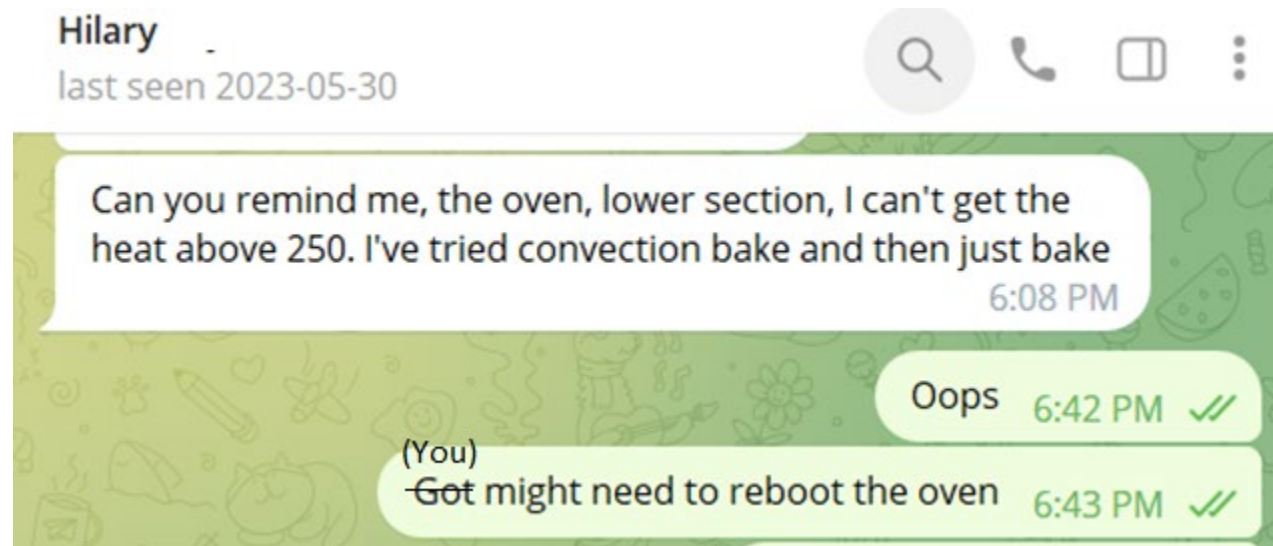 Hilary
last seen 2023-05-30
Can you remind me, the oven, lower section, I can't get the
heat above 250. I've tried convection bake and then just bake
6:08 PM
Oops 6:42 PM
(You)
Got might need to reboot the oven 6:43 PM